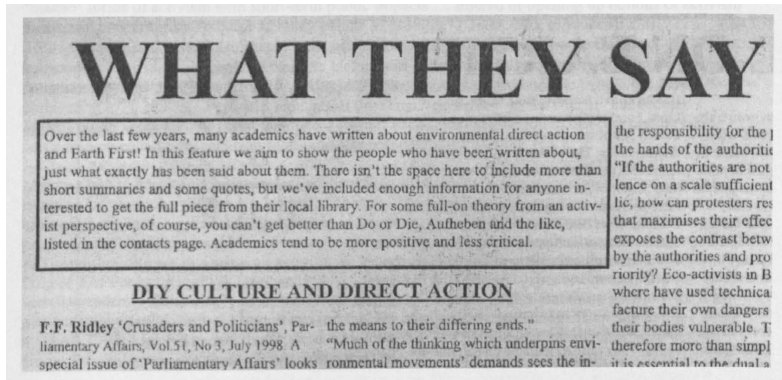 WHAT THEY SAY
Over the last few years, many academics have written about environmental direct action
and Earth First! In this feature we aim to show the people who have been written about,
just what exactly has been said about them. There isn't the space here to include more than
short summaries and some quotes, but we've included enough information for anyone in-
terested to get the full piece from their local library. For some full-on theory from an activ-
ist perspective, of course, you can't get better than Do or Die, Aufheben and the like,
listed in the contacts page. Academics tend to be more positive and less critical.
DIY CULTURE AND DIRECT ACTION
F.F. Ridley 'Crusaders and Politicians', Par-
liamentary Affairs, Vol.51, No 3, July 1998. A
special issue of 'Parliamentary Affairs' looks
the means to their differing ends."
"Much of the thinking which underpins envi-
ronmental movements' demands sees the in-
the responsibility for the
the hands of the authoritie
"If the authorities are not
lence on a scale sufficient
lic, how can protesters res
that maximises their effec
exposes the contrast betw
by the authorities and pro
riority? Eco-activists in B
where have used technica
facture their own dangers
their bodies vulnerable. T
therefore more than simpl
it is essential to the dual a